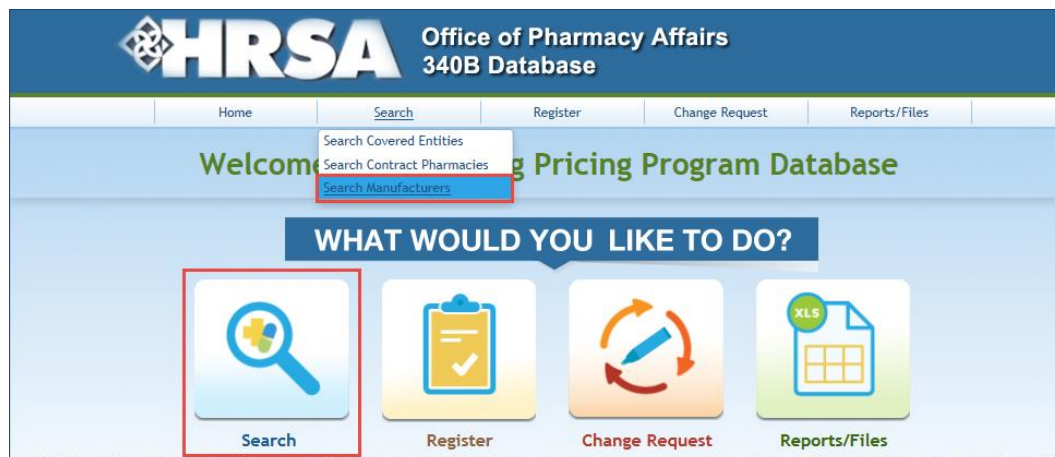 HRSA
Office of Pharmacy Affairs
340B Database
Home Search Register Change Request Reports/Files
Search Covered Entities
Search Contract Pharmacies
Search Manufacturers
Welcom g Pricing Program Database
WHAT WOULD YOU LIKE TO DO?
XLS
Search Register Change Request Reports/Files